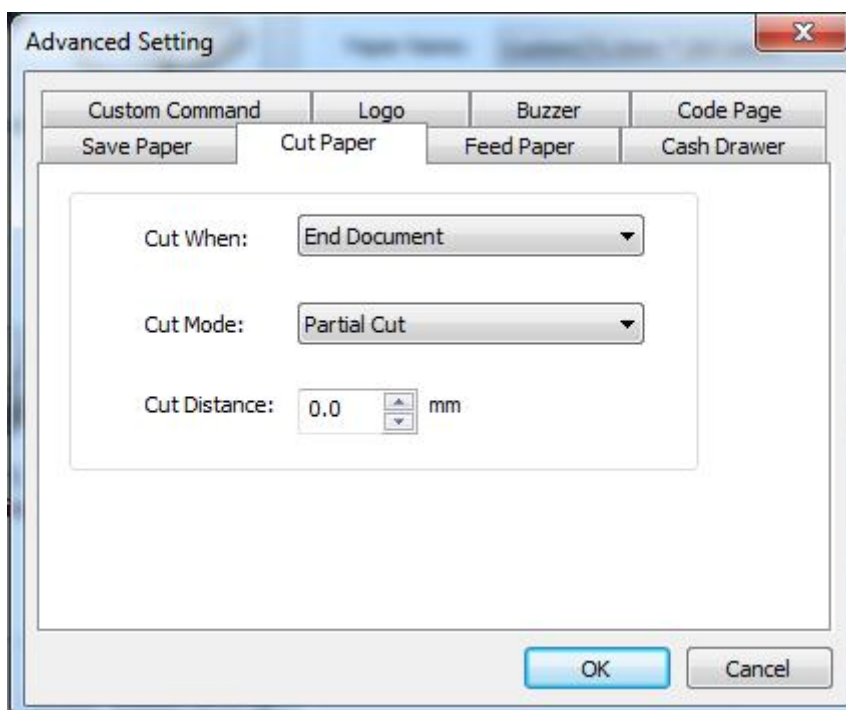 Advanced Setting
Custom Command Logo Buzzer Code Page
Save Paper Cut Paper Feed Paper Cash Drawer
Cut When: End Document
Cut Mode: Partial Cut
Cut Distance: 0.0 mm
OK Cancel